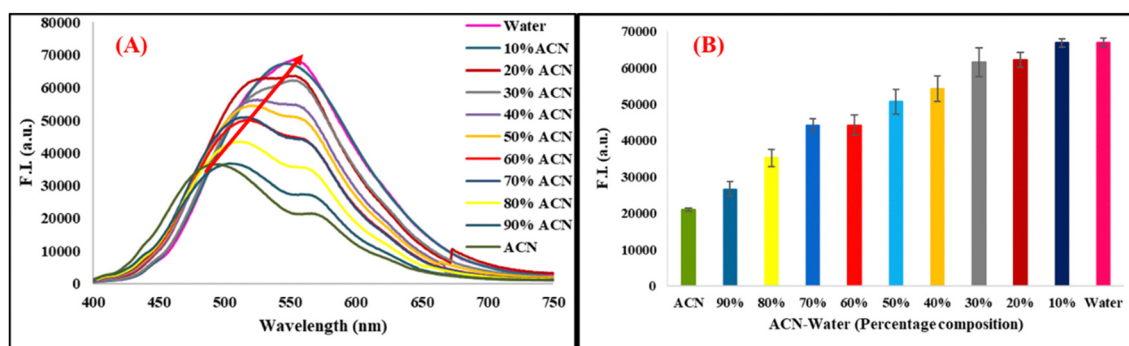 (A)
F.I. (a.u.)
80000
70000
60000
50000
40000
30000
20000
10000
0
400 450 500 550 600 650 700 750
Wavelength (nm)
Water
10%ACN
20% ACN
30% ACN
40% ACN
50% ACN
60% ACN
70% ACN
80% ACN
90% ACN
ACN
(B)
F.I. (a.u.)
70000
60000
50000
40000
30000
20000
10000
0
ACN 90% 80% 70% 60% 50% 40% 30% 20% 10% Water
ACN-Water (Percentage composition)